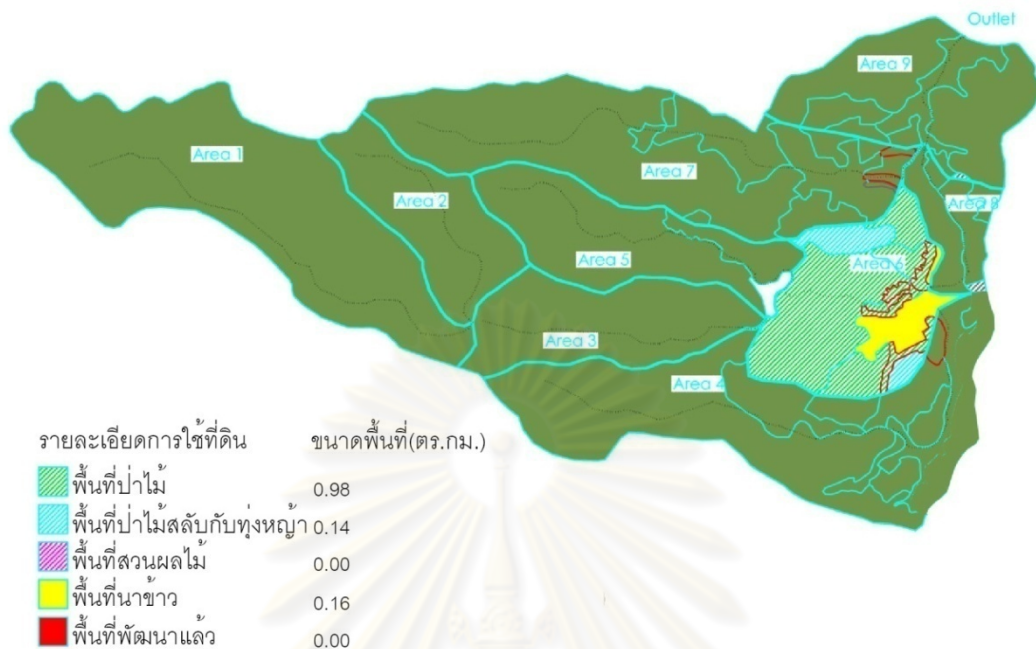 Outlet
Area 9
Area 1
Area 7
Area 2
Area 8
Area 5
Area 6
Area 3
Area 4
รายละเอียดการใช้ที่ดิน ขนาดพื้นที่(ตร.กม.)
พื้นที่ป่าไม้ 0.98
พื้นที่ป่าไม้สลับกับทุ่งหญ้า 0.14
พื้นที่สวนผลไม้ 0.00
พื้นที่นาข้าว 0.16
พื้นที่พัฒนาแล้ว 0.00